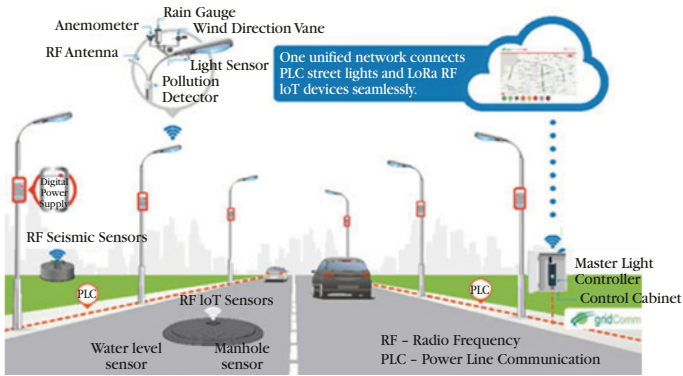 Rain Gauge
Anemometer
Wind Direction Vane
RF Antenna
Light Sensor
Pollution
Detector
One unified network connects
PLC street lights and LoRa RF
IoT devices seamlessly.
Digital
Power
Supply
RF Seismic Sensors
PLC
RF IoT Sensors
Water level
sensor
Manhole
sensor
PLC
Master Light
Controller
Control Cabinet
gridComm
RF – Radio Frequency
PLC – Power Line Communication